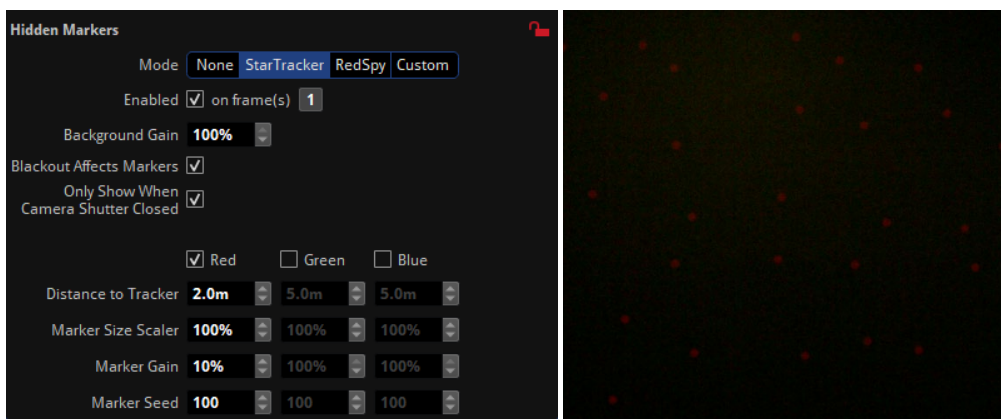 Hidden Markers
Mode None StarTracker RedSpy Custom
Enabled on frame(s) 1
Background Gain 100%
Blackout Affects Markers
Only Show When
Camera Shutter Closed
Red Green Blue
Distance to Tracker 2.0m 5.0m 5.0m
Marker Size Scaler 100% 100% 100%
Marker Gain 10% 100% 100%
Marker Seed 100 100 100